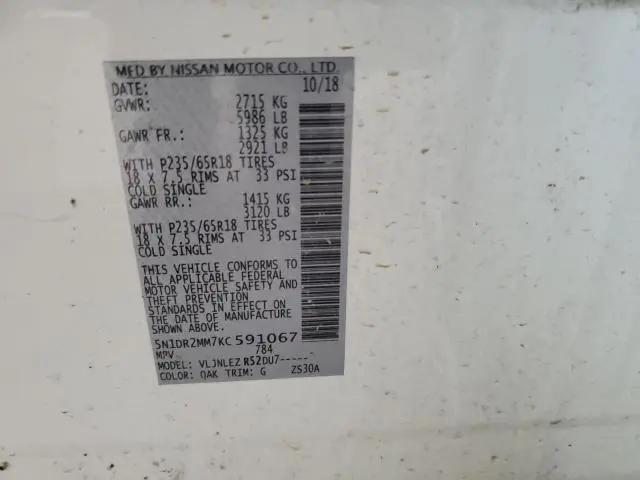 MFD BY NISSAN MOTOR CO., LTD.
DATE: 10/18
GVWR: 2715 KG
5986 LB
GAWR FR.: 1325 KG
2921 LB
WITH P235/65R18 TIRES
18 X 7.5 RIMS AT 33 PSI
COLD SINGLE
GAWR RR.: 1415 KG
3120 LB
WITH P235/65R18 TIRES
18 X 7.5 RIMS AT 33 PSI
COLD SINGLE
THIS VEHICLE CONFORMS TO
ALL APPLICABLE FEDERAL
MOTOR VEHICLE SAFETY AND
THEFT PREVENTION
STANDARDS IN EFFECT ON
THE DATE OF MANUFACTURE
SHOWN ABOVE.
5N1DR2MM7KC591067
MPV 784
MODEL: VLJNLEZ R52DU7-----
COLOR: QAK TRIM: G ZS30A